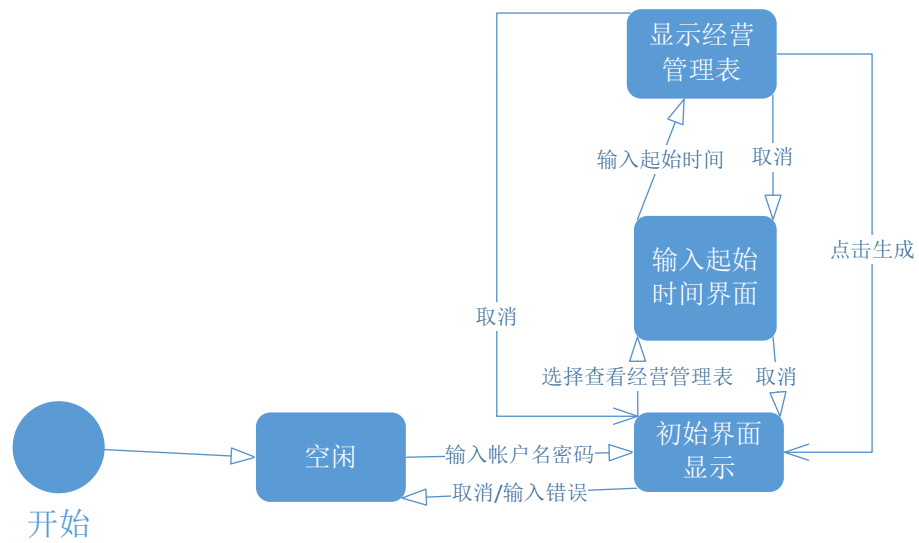 显示经营
管理表
输入起始时间
取消
点击生成
输入起始
时间界面
取消
选择查看经营管理表
取消
初始界面
显示
空闲
输入帐户名密码
取消/输入错误
开始